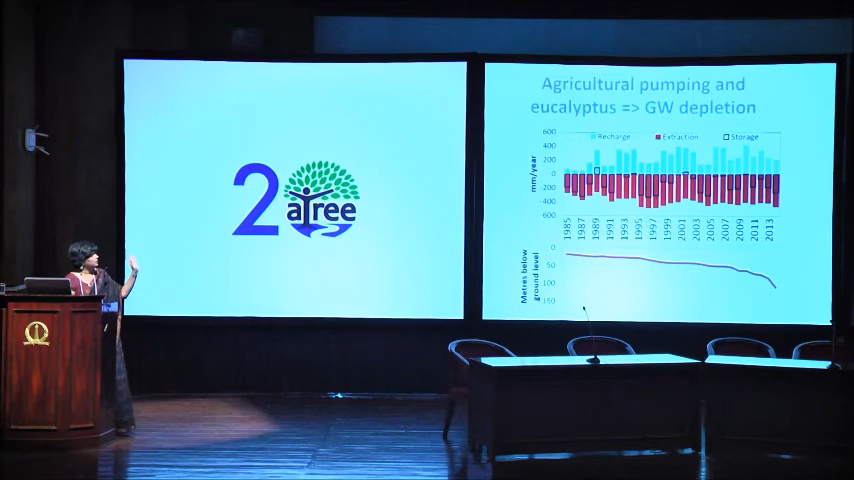 20
atree
Agricultural pumping and
eucalyptus => GW depletion
Recharge Extraction Storage
mm/year
600
400
200
0
-200
-400
-600
1985 1987 1989 1991 1993 1995 1997 1999 2001 2003 2005 2007 2009 2011 2013
Metres below
ground level
0
50
100
150